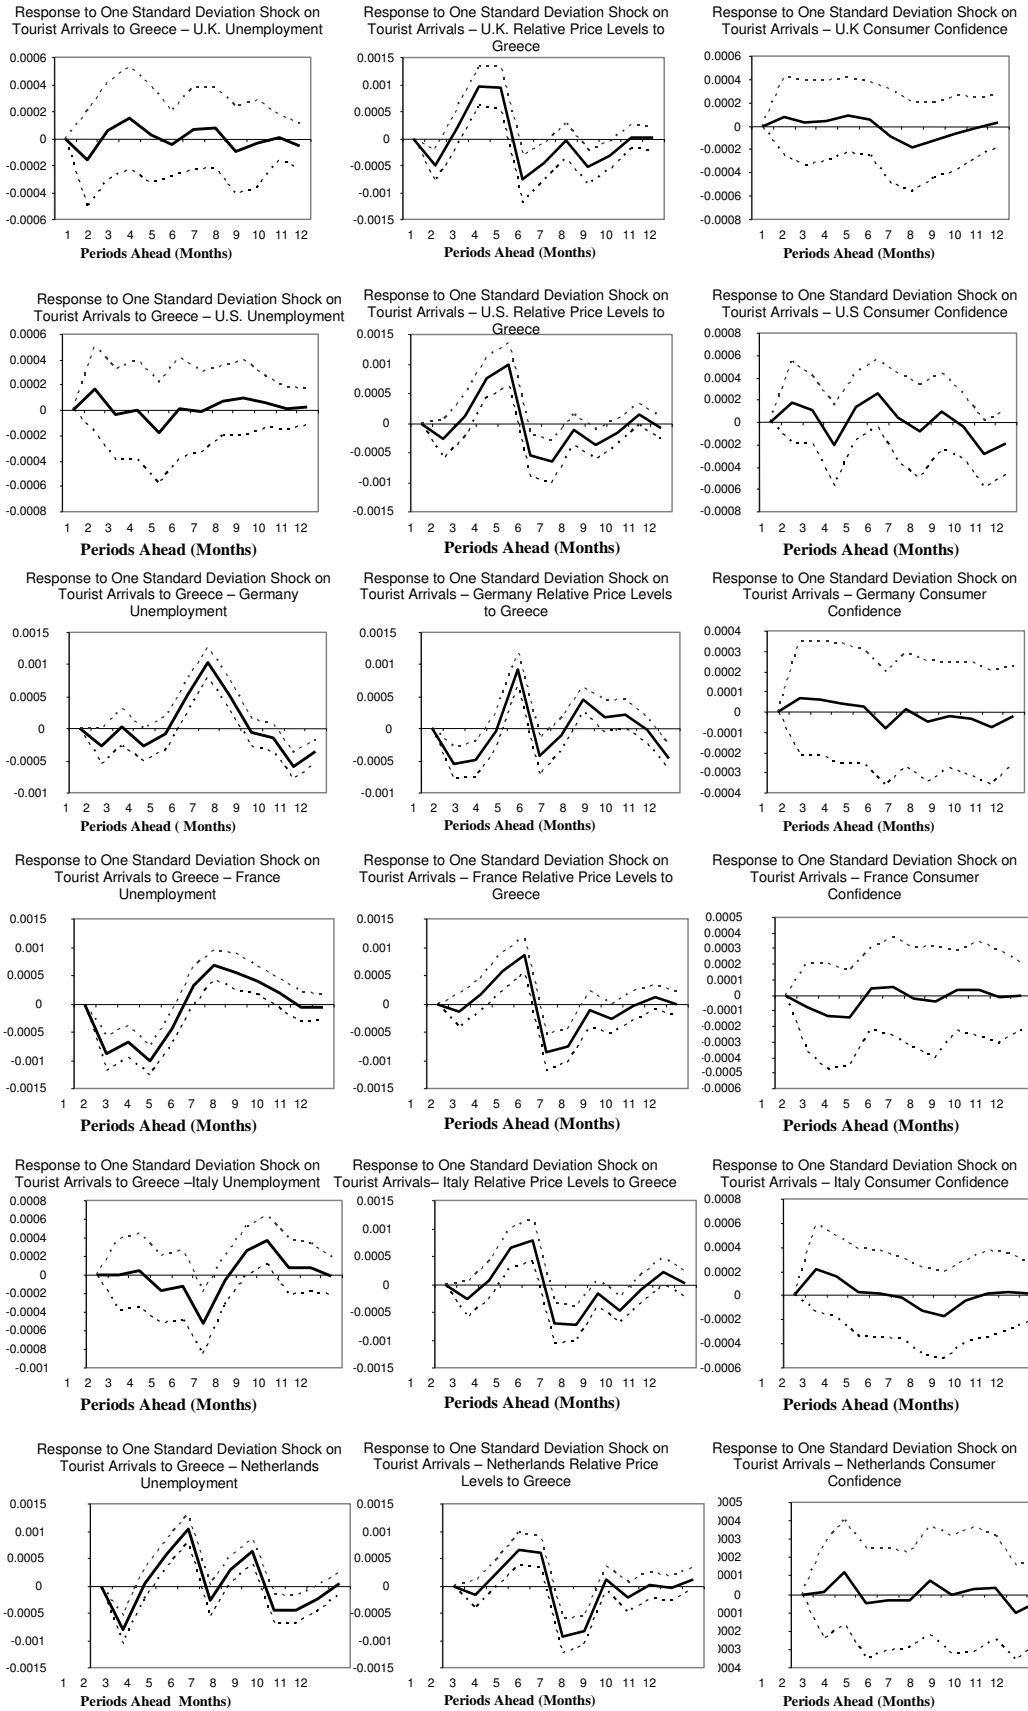 Response to One Standard Deviation Shock on
Tourist Arrivals to Greece – U.K. Unemployment
0.0006
0.0004
0.0002
0
-0.0002
-0.0004
-0.0006
1 2 3 4 5 6 7 8 9 10 11 12
Periods Ahead (Months)
Response to One Standard Deviation Shock on
Tourist Arrivals – U.K. Relative Price Levels to
Greece
0.0015
0.001
0.0005
0
-0.0005
-0.001
-0.0015
1 2 3 4 5 6 7 8 9 10 11 12
Periods Ahead (Months)
Response to One Standard Deviation Shock on
Tourist Arrivals – U.K Consumer Confidence
0.0006
0.0004
0.0002
0
-0.0002
-0.0004
-0.0006
-0.0008
1 2 3 4 5 6 7 8 9 10 11 12
Periods Ahead (Months)
Response to One Standard Deviation Shock on
Tourist Arrivals to Greece – U.S. Unemployment
0.0006
0.0004
0.0002
0
-0.0002
-0.0004
-0.0006
-0.0008
1 2 3 4 5 6 7 8 9 10 11 12
Periods Ahead (Months)
Response to One Standard Deviation Shock on
Tourist Arrivals – U.S. Relative Price Levels to
Greece
0.0015
0.001
0.0005
0
-0.0005
-0.001
-0.0015
1 2 3 4 5 6 7 8 9 10 11 12
Periods Ahead (Months)
Response to One Standard Deviation Shock on
Tourist Arrivals – U.S Consumer Confidence
0.0008
0.0006
0.0004
0.0002
0
-0.0002
-0.0004
-0.0006
-0.0008
1 2 3 4 5 6 7 8 9 10 11 12
Periods Ahead (Months)
Response to One Standard Deviation Shock on
Tourist Arrivals to Greece – Germany
Unemployment
0.0015
0.001
0.0005
0
-0.0005
-0.001
1 2 3 4 5 6 7 8 9 10 11 12
Periods Ahead ( Months)
Response to One Standard Deviation Shock on
Tourist Arrivals – Germany Relative Price Levels
to Greece
0.0015
0.001
0.0005
0
-0.0005
-0.001
1 2 3 4 5 6 7 8 9 10 11 12
Periods Ahead (Months)
Response to One Standard Deviation Shock on
Tourist Arrivals – Germany Consumer
Confidence
0.0004
0.0003
0.0002
0.0001
0
-0.0001
-0.0002
-0.0003
-0.0004
1 2 3 4 5 6 7 8 9 10 11 12
Periods Ahead (Months)
Response to One Standard Deviation Shock on
Tourist Arrivals to Greece – France
Unemployment
0.0015
0.001
0.0005
0
-0.0005
-0.001
-0.0015
1 2 3 4 5 6 7 8 9 10 11 12
Periods Ahead (Months)
Response to One Standard Deviation Shock on
Tourist Arrivals – France Relative Price Levels to
Greece
0.0015
0.001
0.0005
0
-0.0005
-0.001
-0.0015
1 2 3 4 5 6 7 8 9 10 11 12
Periods Ahead (Months)
Response to One Standard Deviation Shock on
Tourist Arrivals – France Consumer
Confidence
0.0005
0.0004
0.0003
0.0002
0.0001
0
-0.0001
-0.0002
-0.0003
-0.0004
-0.0005
-0.0006
1 2 3 4 5 6 7 8 9 10 11 12
Periods Ahead (Months)
Response to One Standard Deviation Shock on
Tourist Arrivals to Greece –Italy Unemployment
0.0008
0.0006
0.0004
0.0002
0
-0.0002
-0.0004
-0.0006
-0.0008
-0.001
1 2 3 4 5 6 7 8 9 10 11 12
Periods Ahead (Months)
Response to One Standard Deviation Shock on
Tourist Arrivals– Italy Relative Price Levels to Greece
0.0015
0.001
0.0005
0
-0.0005
-0.001
-0.0015
1 2 3 4 5 6 7 8 9 10 11 12
Periods Ahead (Months)
Response to One Standard Deviation Shock on
Tourist Arrivals – Italy Consumer Confidence
0.0008
0.0006
0.0004
0.0002
0
-0.0002
-0.0004
-0.0006
1 2 3 4 5 6 7 8 9 10 11 12
Periods Ahead (Months)
Response to One Standard Deviation Shock on
Tourist Arrivals to Greece – Netherlands
Unemployment
0.0015
0.001
0.0005
0
-0.0005
-0.001
-0.0015
1 2 3 4 5 6 7 8 9 10 11 12
Periods Ahead Months)
Response to One Standard Deviation Shock on
Tourist Arrivals – Netherlands Relative Price
Levels to Greece
0.0015
0.001
0.0005
0
-0.0005
-0.001
-0.0015
1 2 3 4 5 6 7 8 9 10 11 12
Periods Ahead (Months)
Response to One Standard Deviation Shock on
Tourist Arrivals – Netherlands Consumer
Confidence
0
1 2 3 4 5 6 7 8 9 10 11 12
Periods Ahead (Months)